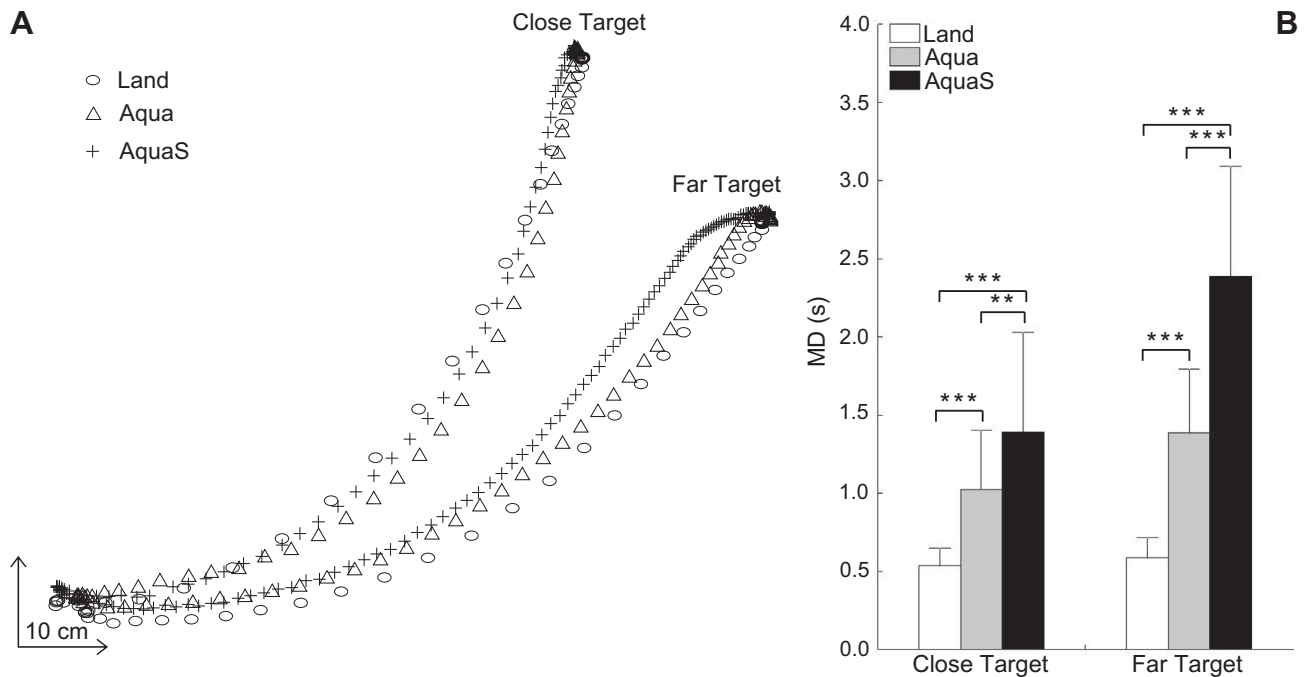 A
Close Target
Land
Aqua
AquaS
Far Target
10 cm
B
Land
Aqua
AquaS
MD (s)
4.0
3.5
3.0
2.5
2.0
1.5
1.0
0.5
0.0
***
**
***
***
***
***
Close Target
Far Target